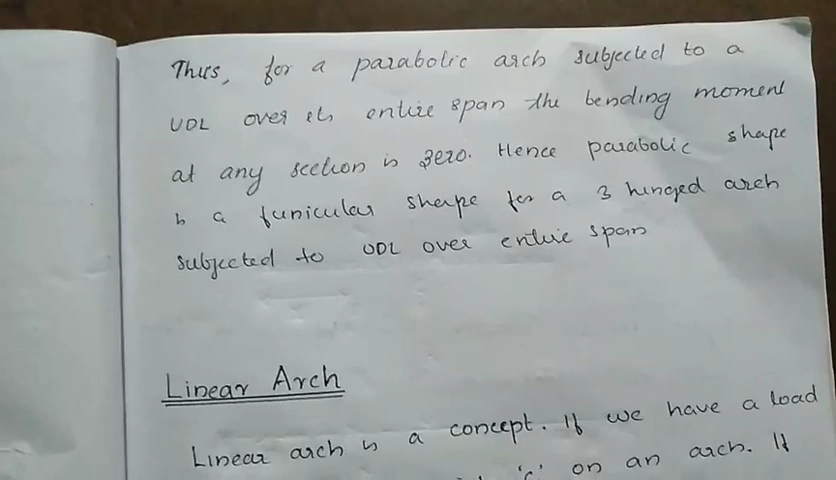 Thus, for a parabolic arch subjected to a
UDL over its entire span the bending moment
at any section is zero. Hence parabolic shape
is a funicular shape for a 3 hinged arch
subjected to UDL over entire span
Linear Arch
Linear arch is a concept. If we have a load
'c' on an arch. If